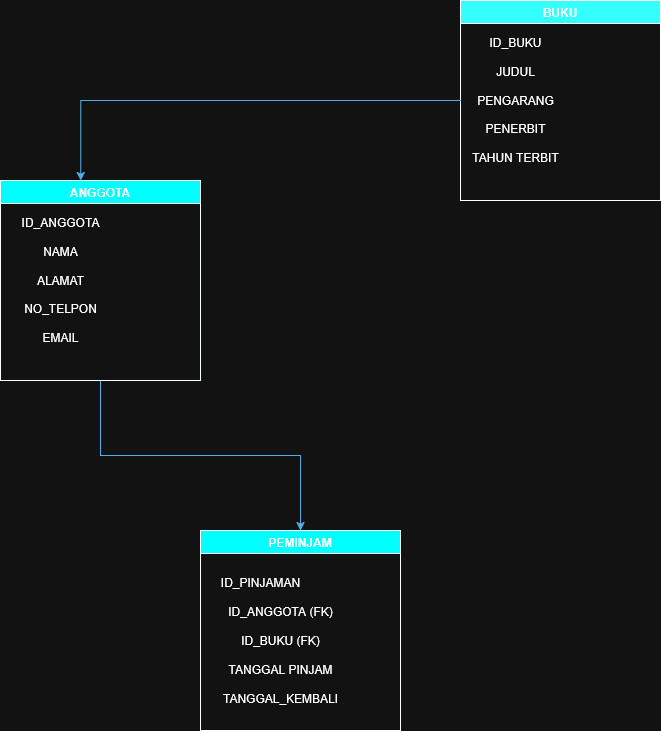 BUKU
ID_BUKU
JUDUL
PENGARANG
PENERBIT
TAHUN TERBIT
ANGGOTA
ID_ANGGOTA
NAMA
ALAMAT
NO_TELPON
EMAIL
PEMINJAM
ID_PINJAMAN
ID_ANGGOTA (FK)
ID_BUKU (FK)
TANGGAL PINJAM
TANGGAL_KEMBALI